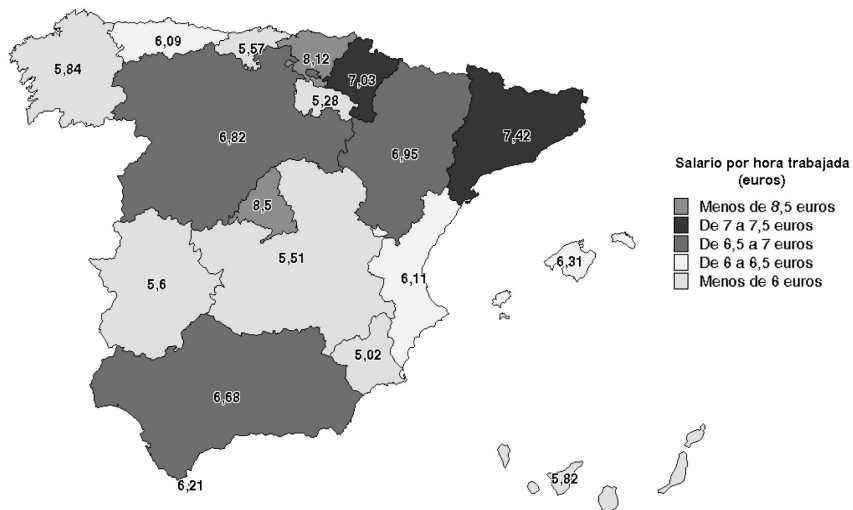 6,09
5,57
8,12
5,84
7,03
5,28
6,82
6,95
7,42
8,5
5,6
5,51
6,11
6,31
5,02
6,68
6,21
5,82
Salario por hora trabajada
(euros)
Menos de 8,5 euros
De 7 a 7,5 euros
De 6,5 a 7 euros
De 6 a 6,5 euros
Menos de 6 euros